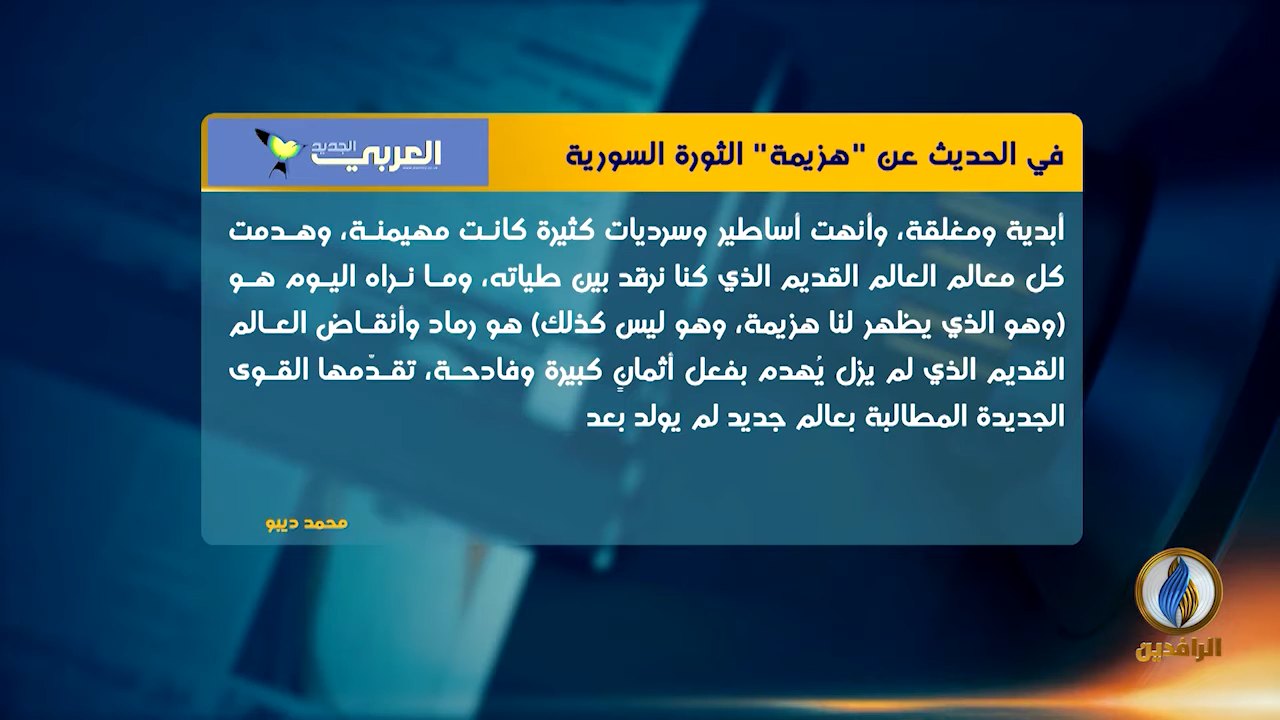 في الحديث عن "هزيمة" الثورة السورية
العربي الجديد
أبدية ومغلقة، وأنهت أساطير وسرديات كثيرة كانت مهيمنة، وهدمت
كل معالم العالم القديم الذي كنا نرقد بين طياته، وما نراه اليوم هو
(وهو الذي يظهر لنا هزيمة، وهو ليس كذلك) هو رماد وأنقاض العالم
القديم الذي لم يزل يُهدم بفعل أثمانٍ كبيرة وفادحة، تقدّمها القوى
الجديدة المطالبة بعالم جديد لم يولد بعد
محمد ديبو
الرافدين